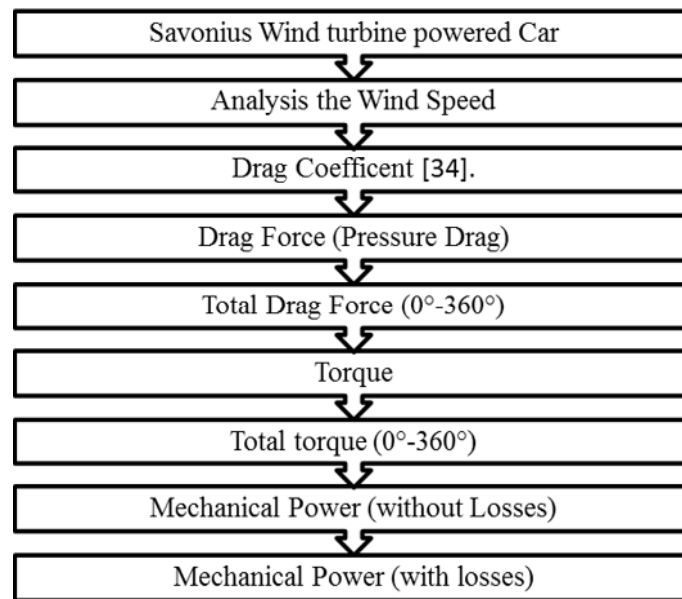 Savonius Wind turbine powered Car
Analysis the Wind Speed
Drag Coefficent [34].
Drag Force (Pressure Drag)
Total Drag Force (0°-360°)
Torque
Total torque (0°-360°)
Mechanical Power (without Losses)
Mechanical Power (with losses)